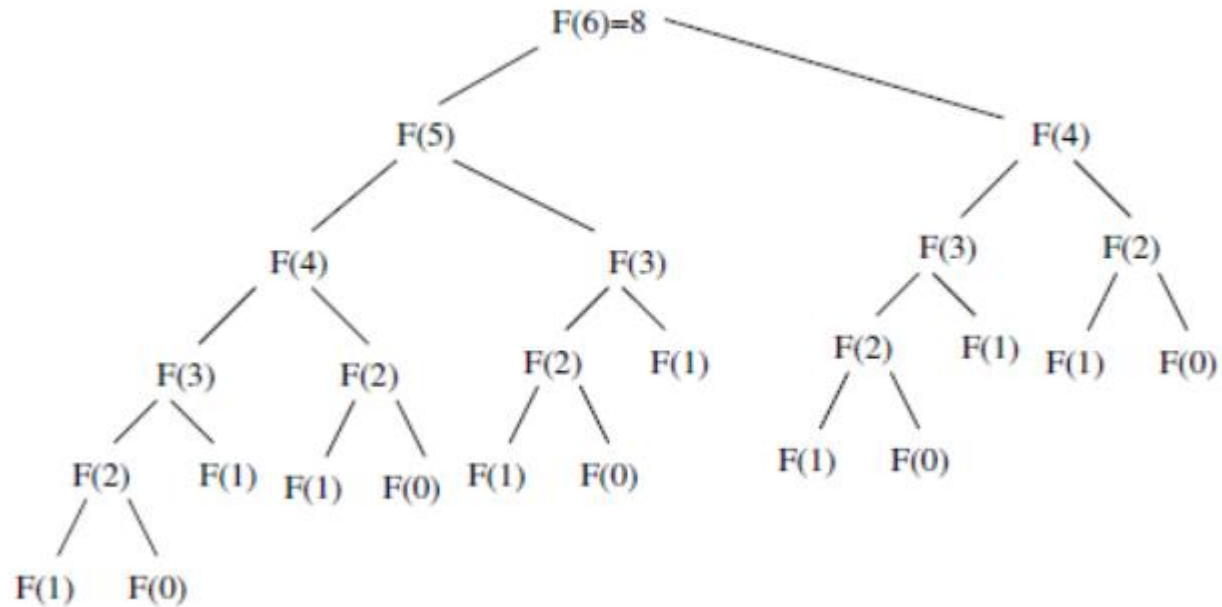 F(6)=8
F(5) F(4)
F(4) F(3) F(3) F(2)
F(3) F(2) F(2) F(1) F(2) F(1) F(1) F(0)
F(2) F(1) F(1) F(0) F(1) F(0) F(1) F(0)
F(1) F(0)